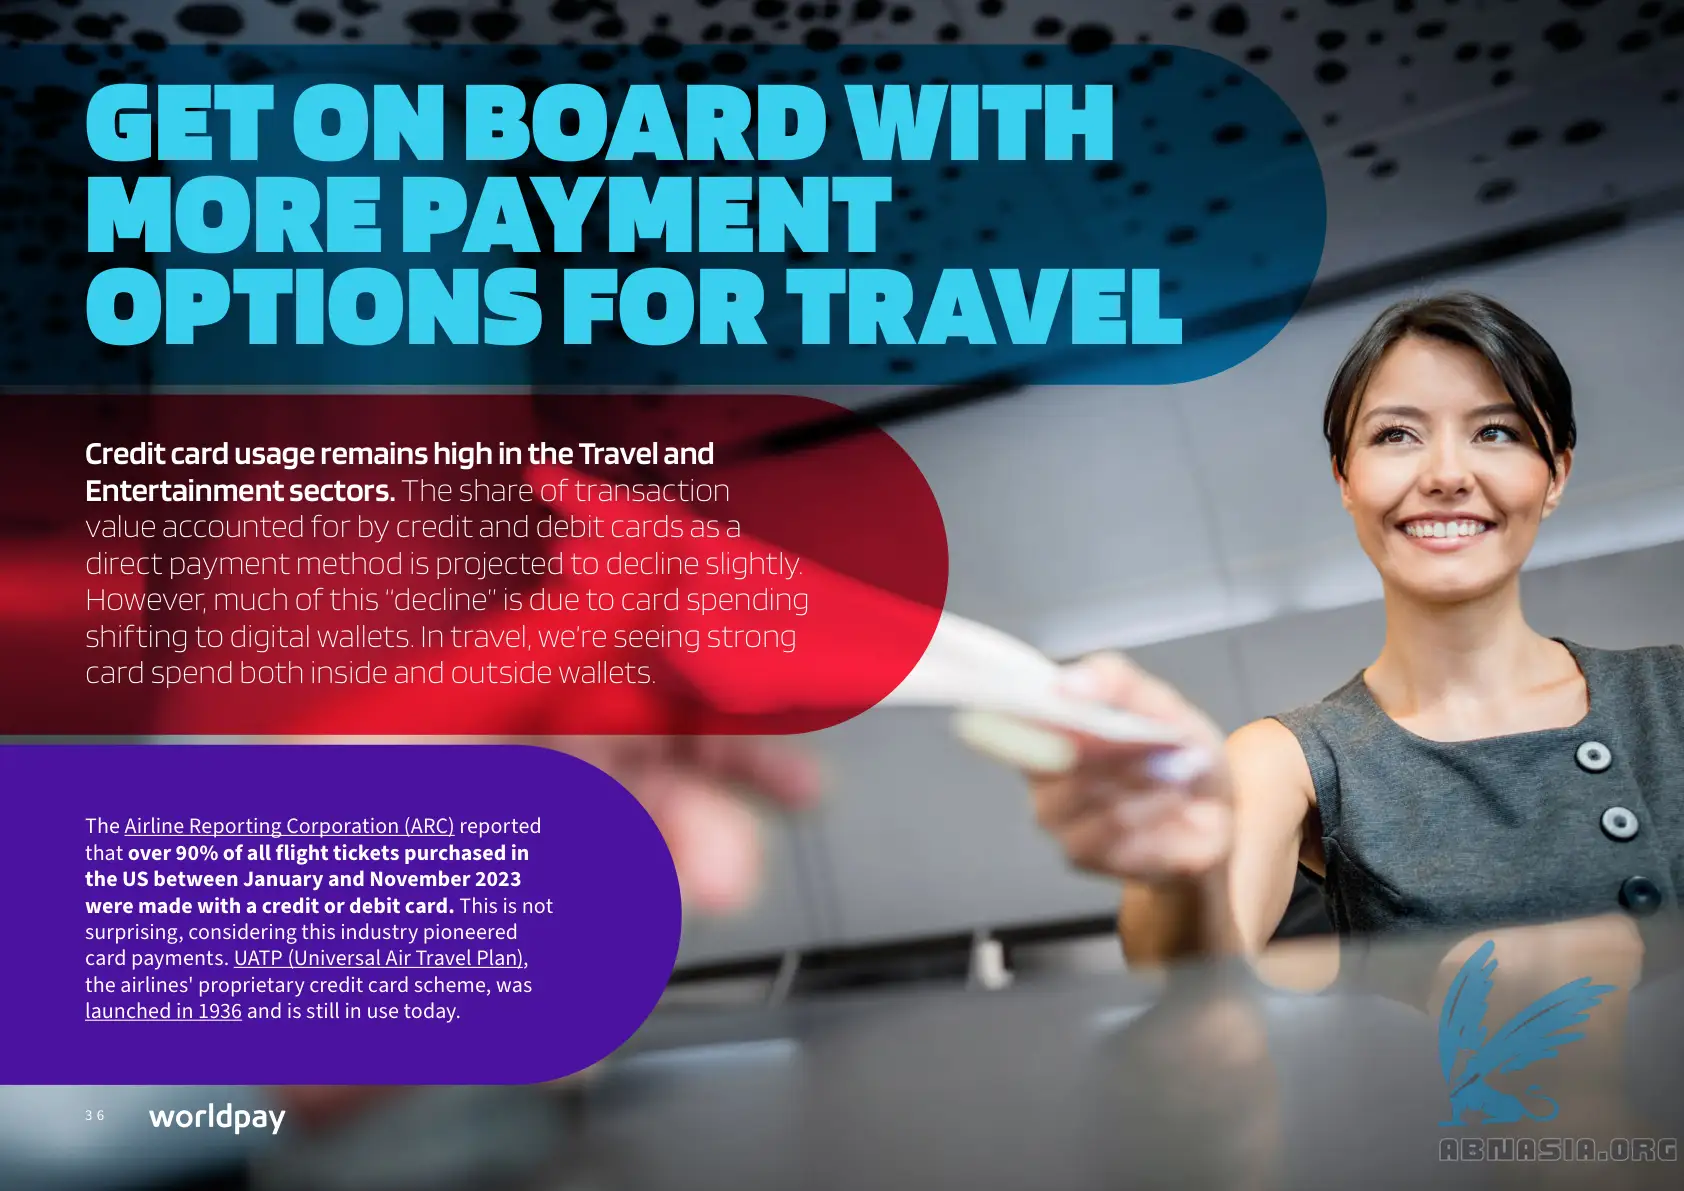 GET ON BOARD WITH
MORE PAYMENT
OPTIONS FOR TRAVEL
Credit card usage remains high in the Travel and
Entertainment sectors. The share of transaction
value accounted for by credit and debit cards as a
direct payment method is projected to decline slightly.
However, much of this “decline” is due to card spending
shifting to digital wallets. In travel, we’re seeing strong
card spend both inside and outside wallets.
The Airline Reporting Corporation (ARC) reported
that over 90% of all flight tickets purchased in
the US between January and November 2023
were made with a credit or debit card. This is not
surprising, considering this industry pioneered
card payments. UATP (Universal Air Travel Plan),
the airlines' proprietary credit card scheme, was
launched in 1936 and is still in use today.
36 worldpay
ABNASIA.ORG